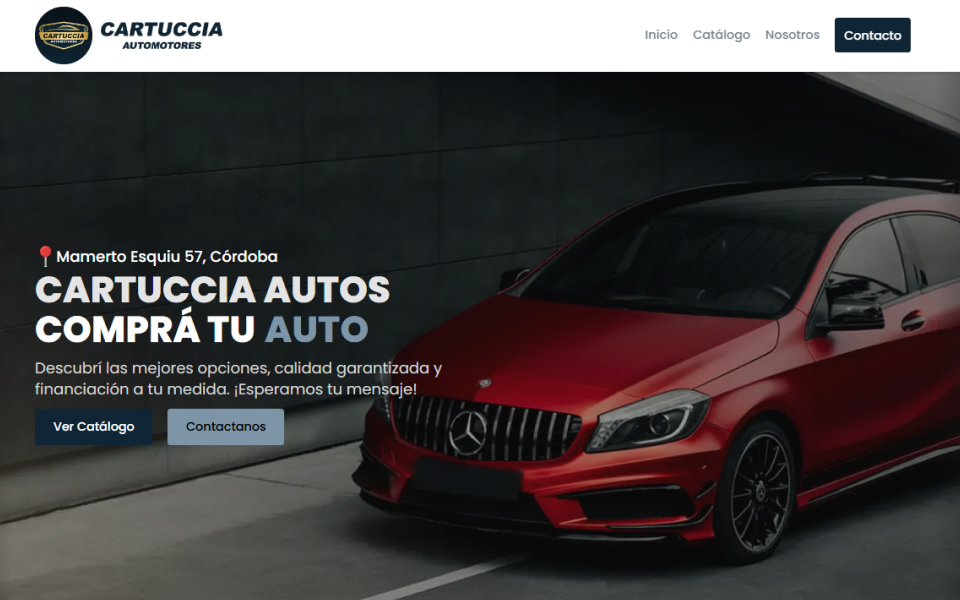 CARTUCCIA
AUTOMOTORES
CARTUCCIA
AUTOMOTORES
Inicio Catálogo Nosotros Contacto
📍Mamerto Esquiu 57, Córdoba
CARTUCCIA AUTOS
COMPRÁ TU AUTO
Descubrí las mejores opciones, calidad garantizada y
financiación a tu medida. ¡Esperamos tu mensaje!
Ver Catálogo Contactanos